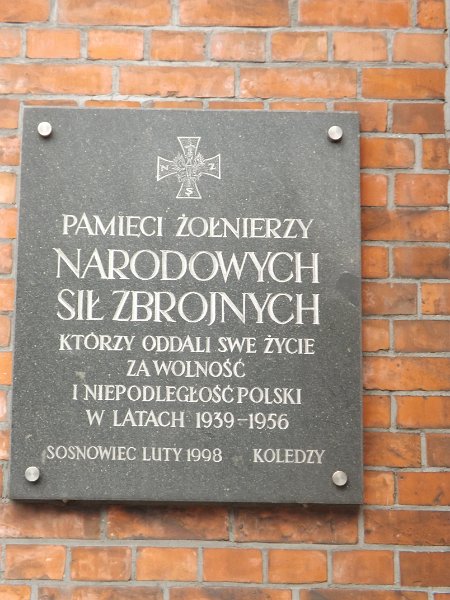 N Z
S
PAMIECI ŻOŁNIERZY
NARODOWYCH
SIŁ ZBROJNYCH
KTÓRZY ODDALI SWE ŻYCIE
ZA WOLNOŚĆ
I NIEPODLEGŁOŚĆ POLSKI
W LATACH 1939-1956
SOSNOWIEC LUTY 1998 KOLEDZY